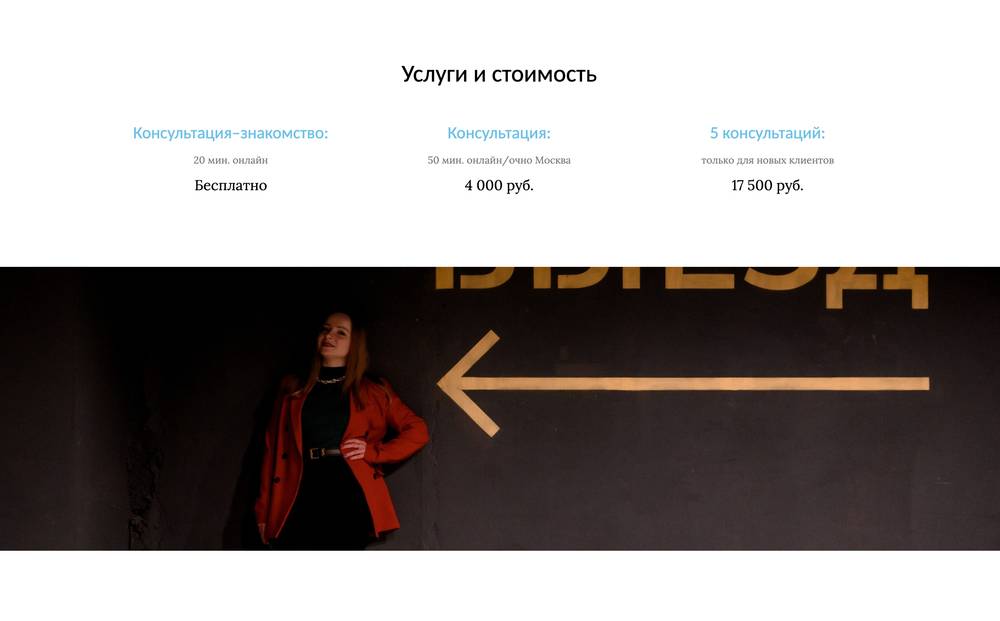 Услуги и стоимость
Консультация–знакомство:
20 мин. онлайн
Бесплатно
Консультация:
50 мин. онлайн/очно Москва
4 000 руб.
5 консультаций:
только для новых клиентов
17 500 руб.
ВЫЕЗД